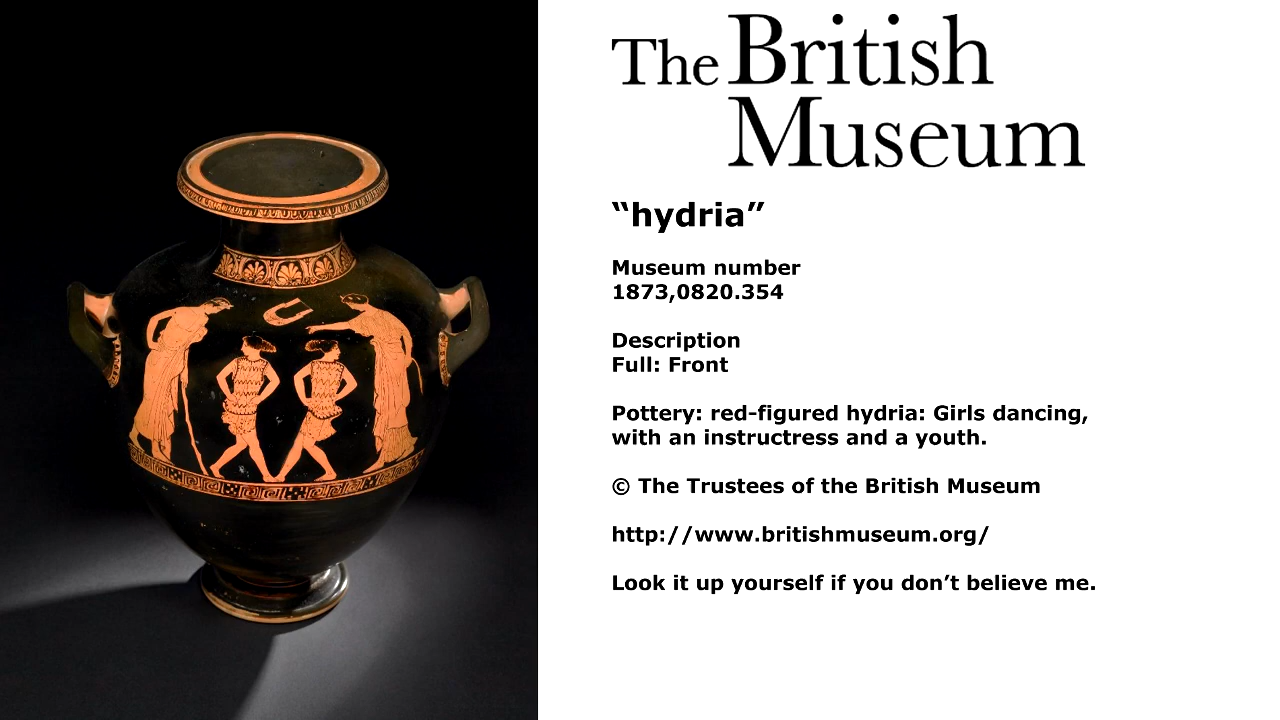 The British
Museum
“hydria”
Museum number
1873,0820.354
Description
Full: Front
Pottery: red-figured hydria: Girls dancing,
with an instructress and a youth.
© The Trustees of the British Museum
http://www.britishmuseum.org/
Look it up yourself if you don’t believe me.